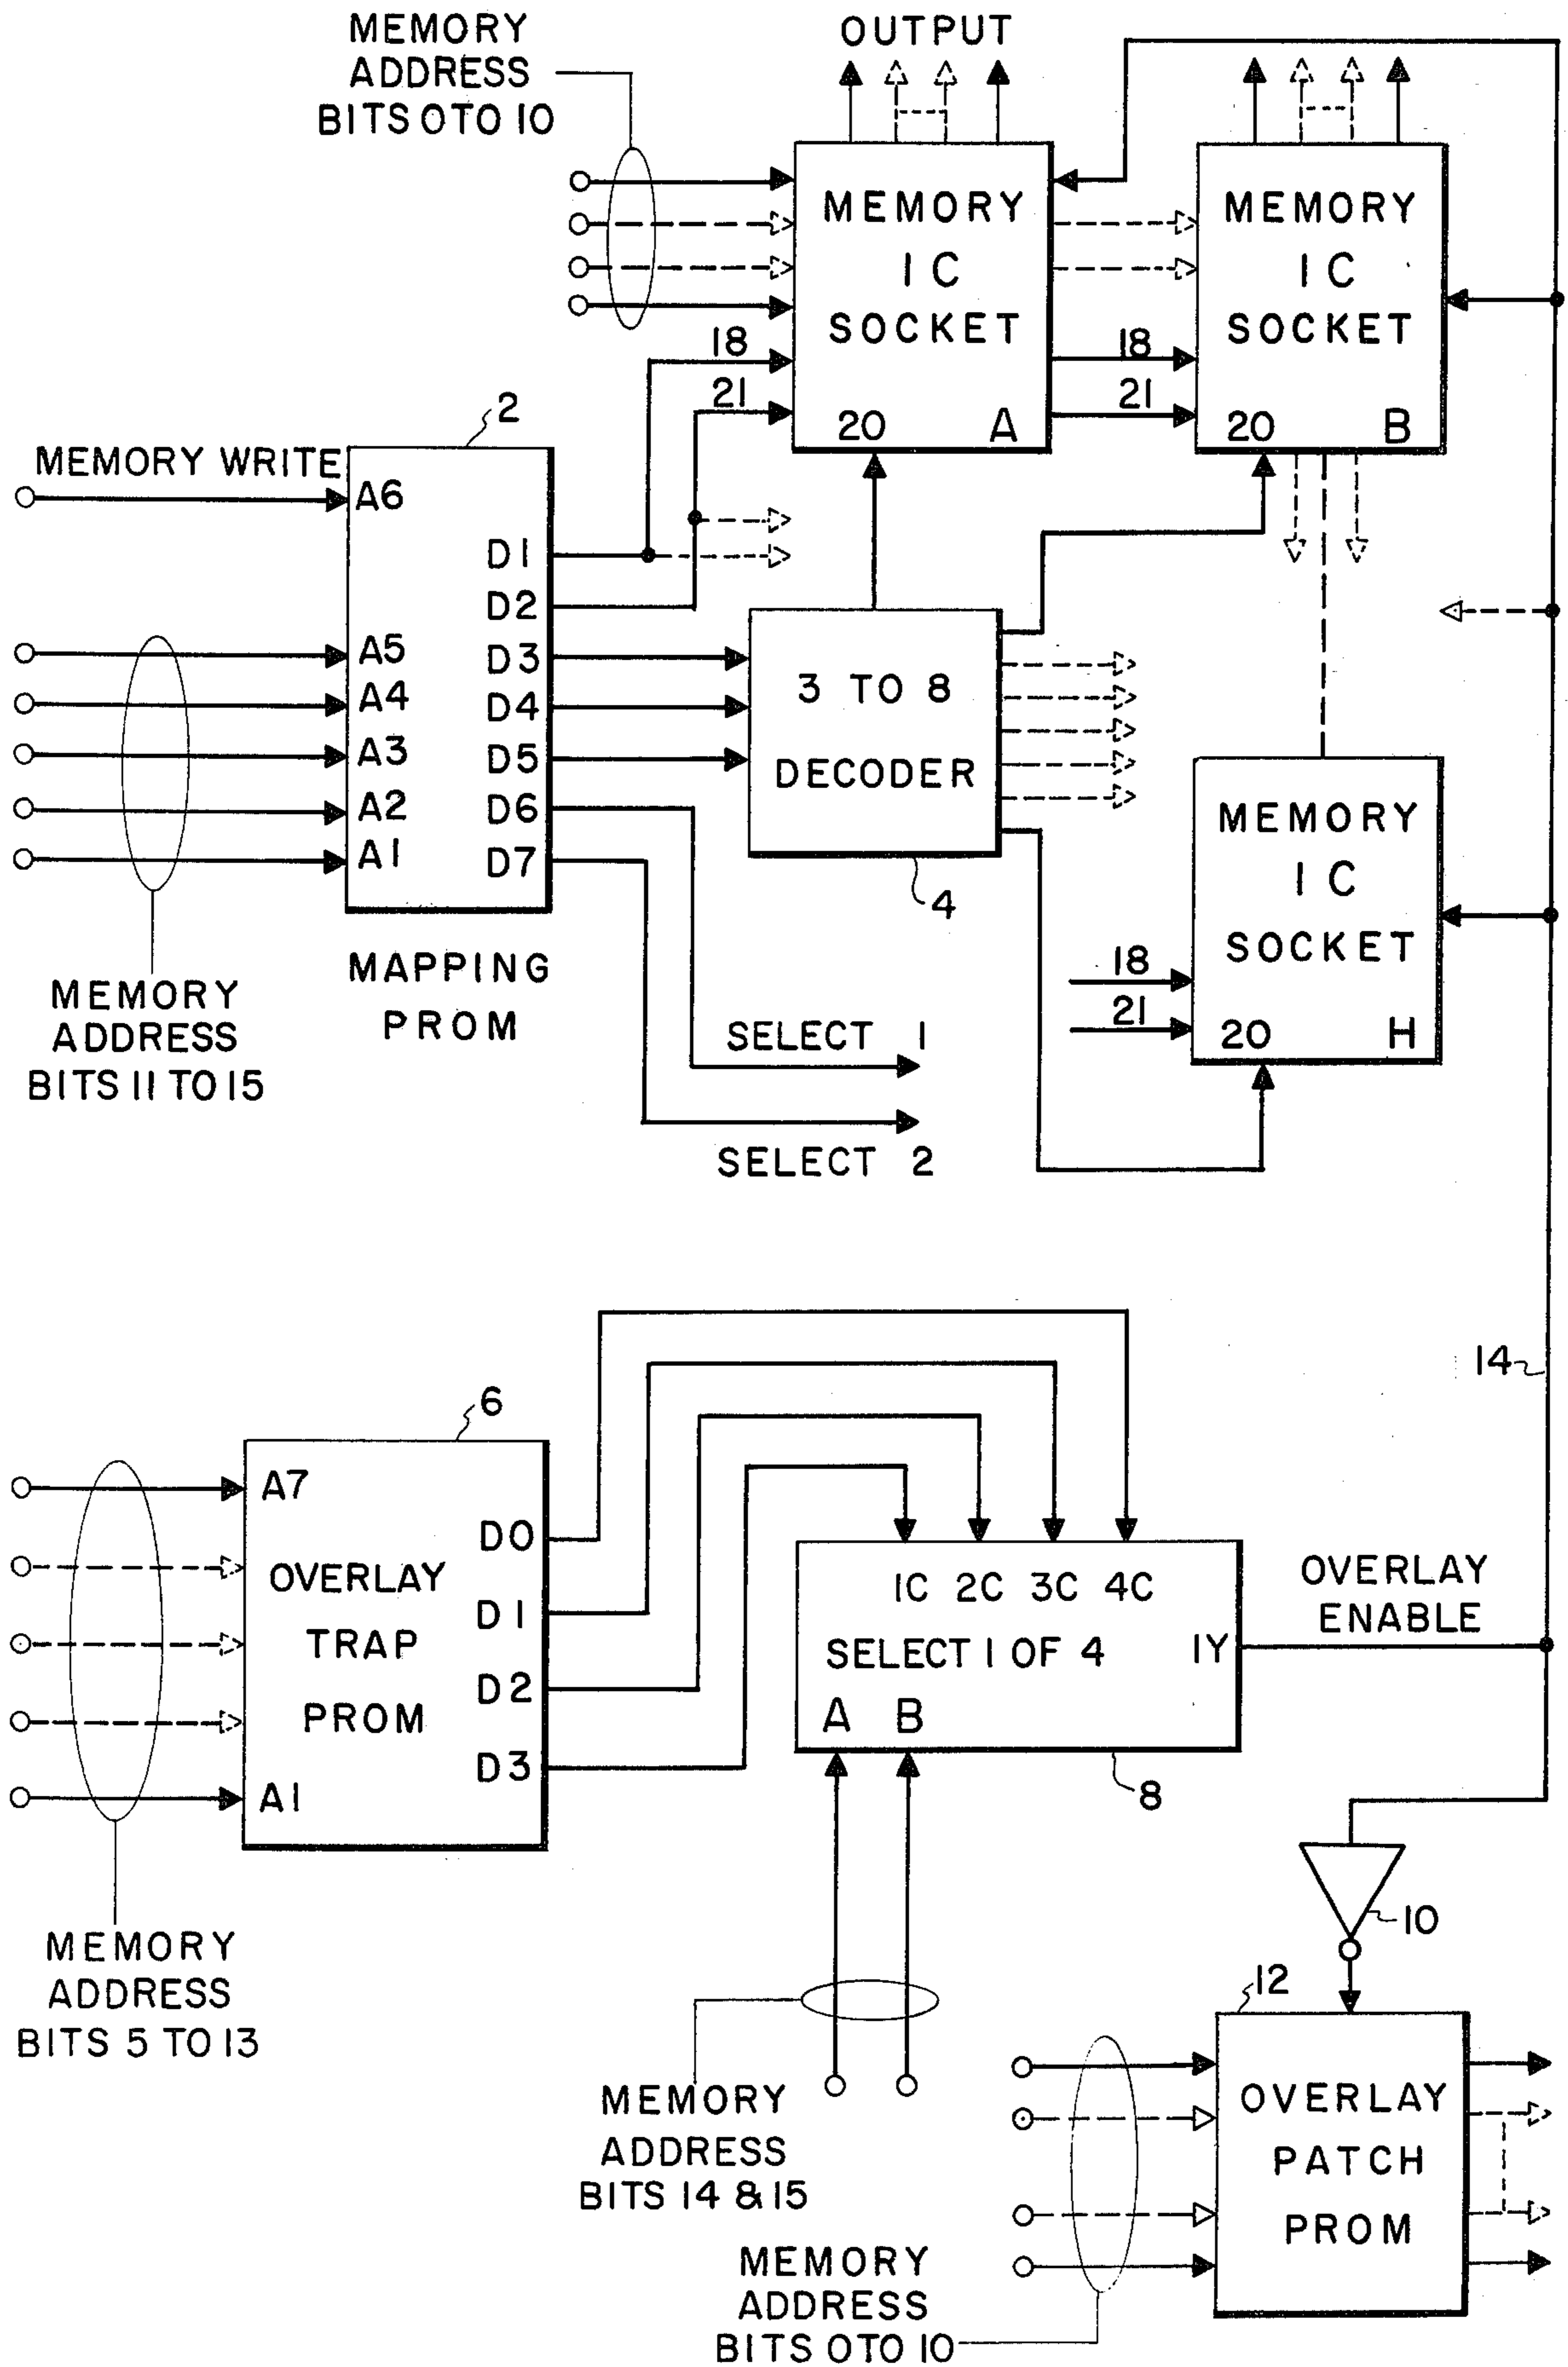 MEMORY
ADDRESS
BITS 0 TO 10
OUTPUT
MEMORY
IC
SOCKET
20 A
MEMORY
IC
SOCKET
20 B
18
21
18
21
2
MEMORY WRITE
A6
A5
A4
A3
A2
A1
D1
D2
D3
D4
D5
D6
D7
MAPPING
PROM
MEMORY
ADDRESS
BITS 11 TO 15
3 TO 8
DECODER
4
SELECT 1
SELECT 2
MEMORY
IC
SOCKET
20 H
18
21
14
6
A7
A1
OVERLAY
TRAP
PROM
D0
D1
D2
D3
MEMORY
ADDRESS
BITS 5 TO 13
1C 2C 3C 4C
SELECT 1 OF 4
1Y
A B
8
OVERLAY
ENABLE
MEMORY
ADDRESS
BITS 14 & 15
10
12
OVERLAY
PATCH
PROM
MEMORY
ADDRESS
BITS 0 TO 10